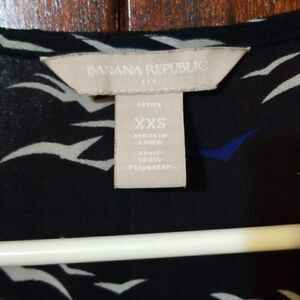 BANANA REPUBLIC
PETITE
XXS
MADE IN
CHINA
Shell:
100%
Polyester